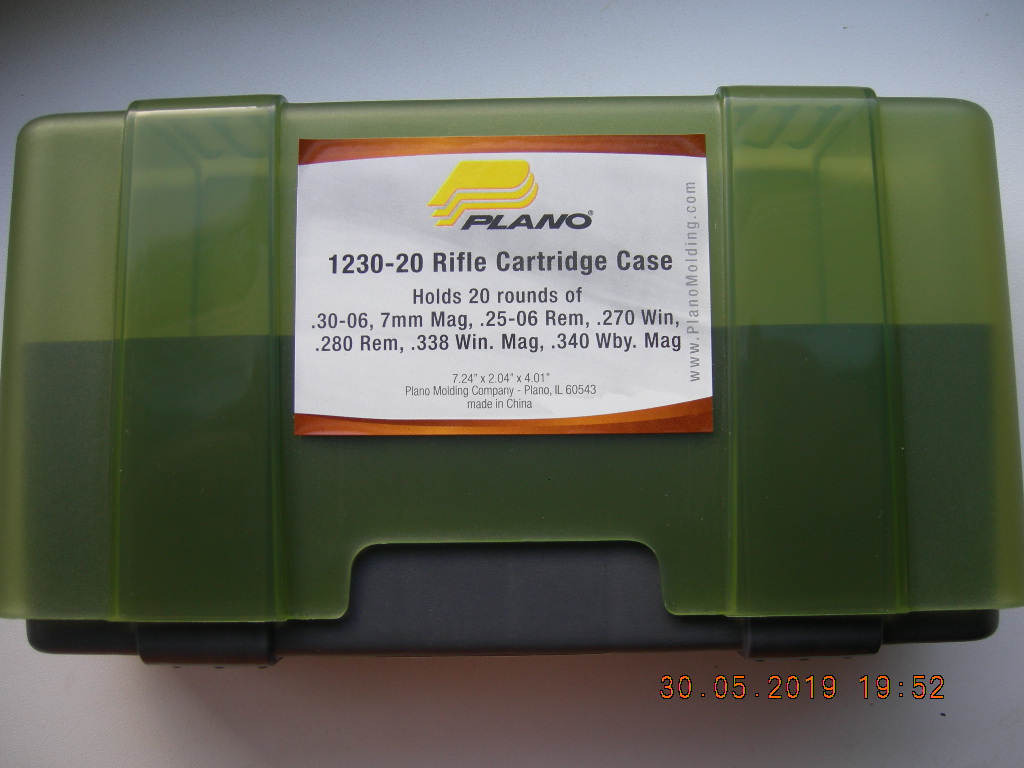 PLANO®
1230-20 Rifle Cartridge Case
Holds 20 rounds of
.30-06, 7mm Mag, .25-06 Rem, .270 Win,
.280 Rem, .338 Win. Mag, .340 Wby. Mag
7.24" x 2.04" x 4.01"
Plano Molding Company - Plano, IL 60543
made in China
www.PlanoMolding.com
30.05.2019 19:52